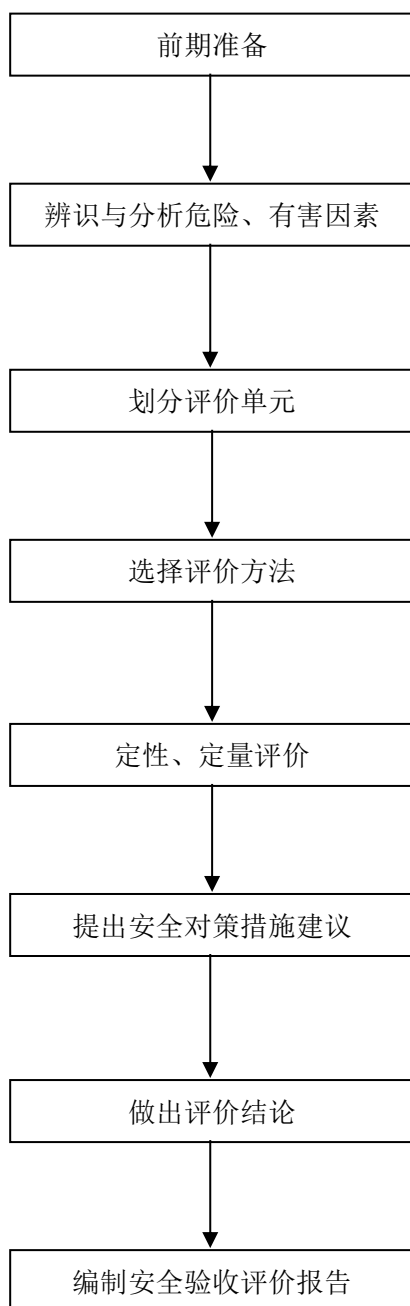 前期准备
辨识与分析危险、有害因素
划分评价单元
选择评价方法
定性、定量评价
提出安全对策措施建议
做出评价结论
编制安全验收评价报告